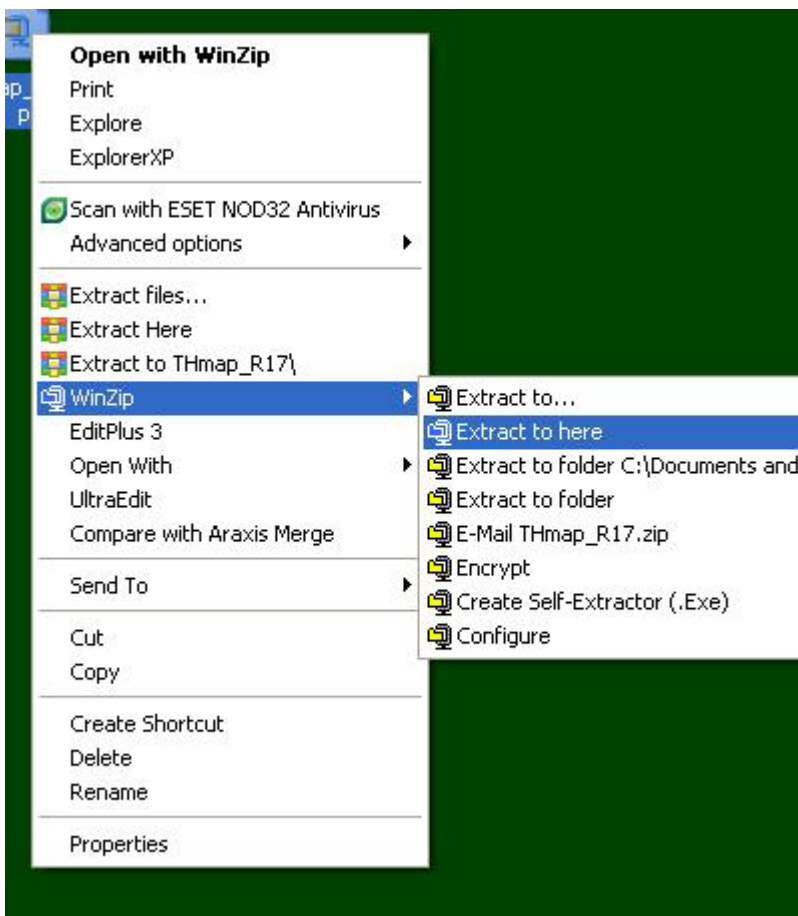 Open with WinZip
Print
Explore
ExplorerXP
Scan with ESET NOD32 Antivirus
Advanced options
Extract files...
Extract Here
Extract to THmap_R17\
WinZip
EditPlus 3
Open With
UltraEdit
Compare with Araxis Merge
Send To
Cut
Copy
Create Shortcut
Delete
Rename
Properties
Extract to...
Extract to here
Extract to folder C:\Documents and
Extract to folder
E-Mail THmap_R17.zip
Encrypt
Create Self-Extractor (.Exe)
Configure